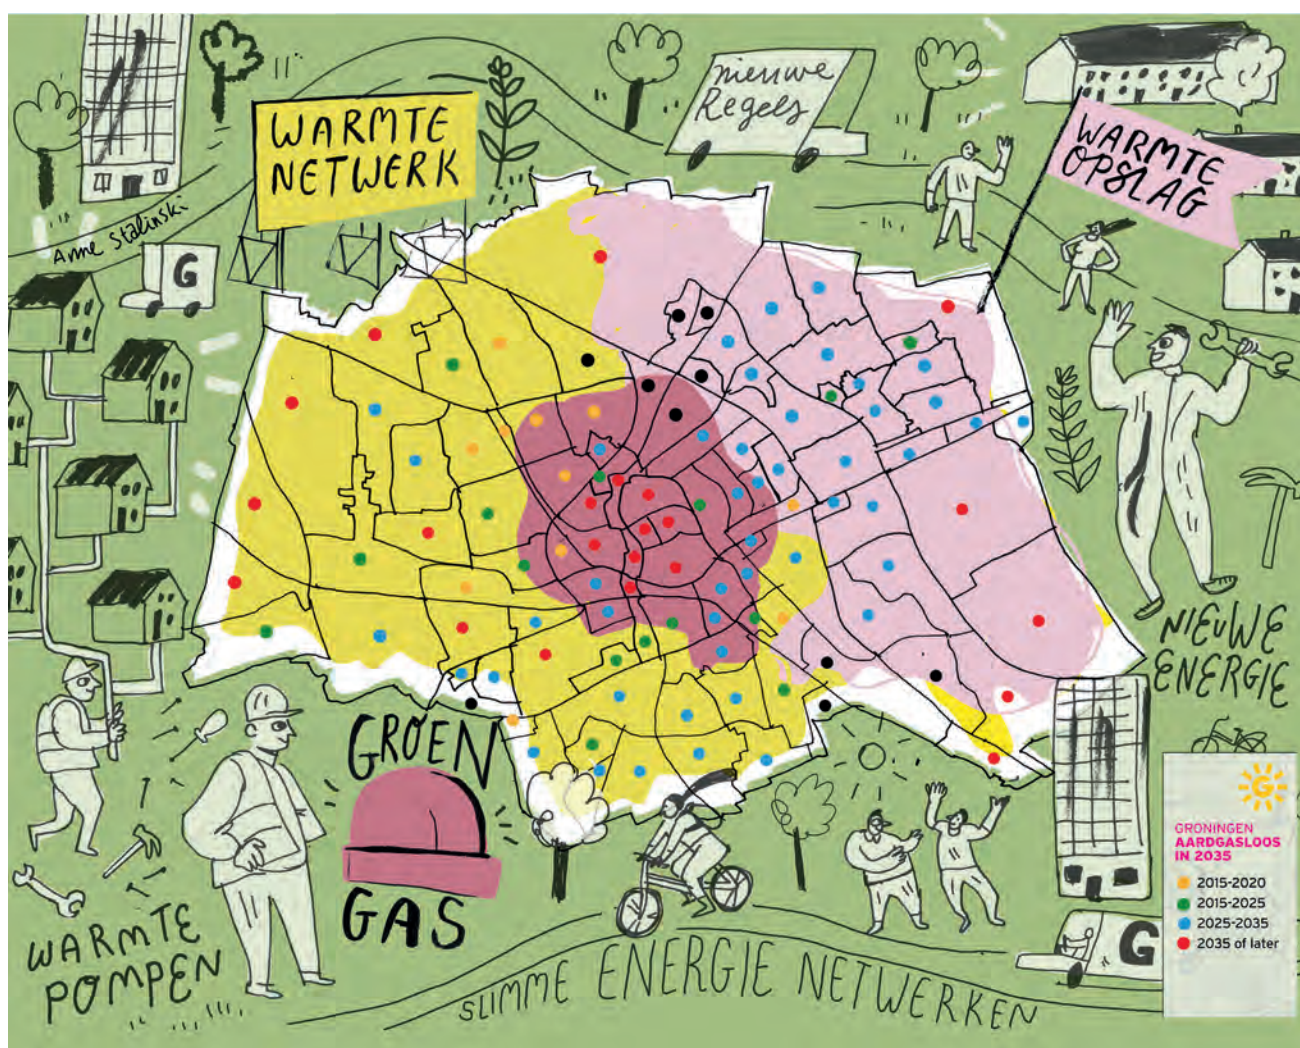 nieuwe
Regels
WARMTE
NETWERK
WARMTE
OPSLAG
Anne Stalinski
G
NIEUWE
ENERGIE
GROEN
GAS
G
GRONINGEN
AARDGASLOOS
IN 2035
2015-2020
2015-2025
2025-2035
2035 of later
G
WARMTE
POMPEN
SLIMME ENERGIE NETWERKEN